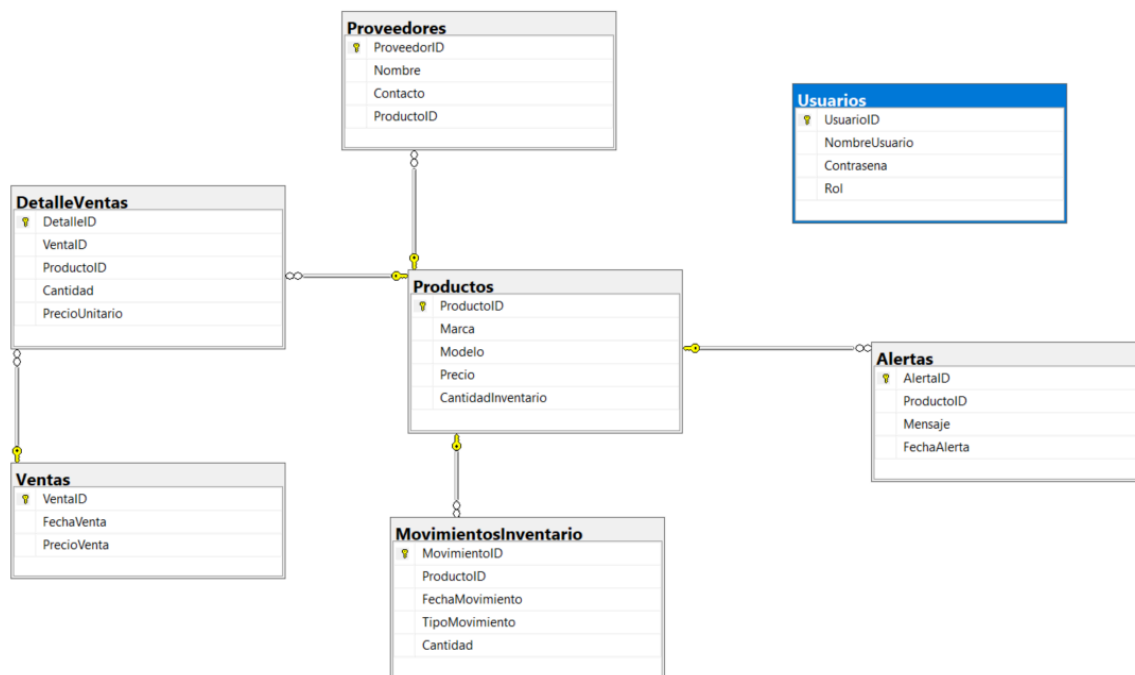 Proveedores
ProveedorID
Nombre
Contacto
ProductoID
Usuarios
UsuarioID
NombreUsuario
Contrasena
Rol
DetalleVentas
DetalleID
VentaID
ProductoID
Cantidad
PrecioUnitario
Productos
ProductoID
Marca
Modelo
Precio
CantidadInventario
Alertas
AlertaID
ProductoID
Mensaje
FechaAlerta
Ventas
VentaID
FechaVenta
PrecioVenta
MovimientosInventario
MovimientoID
ProductoID
FechaMovimiento
TipoMovimiento
Cantidad